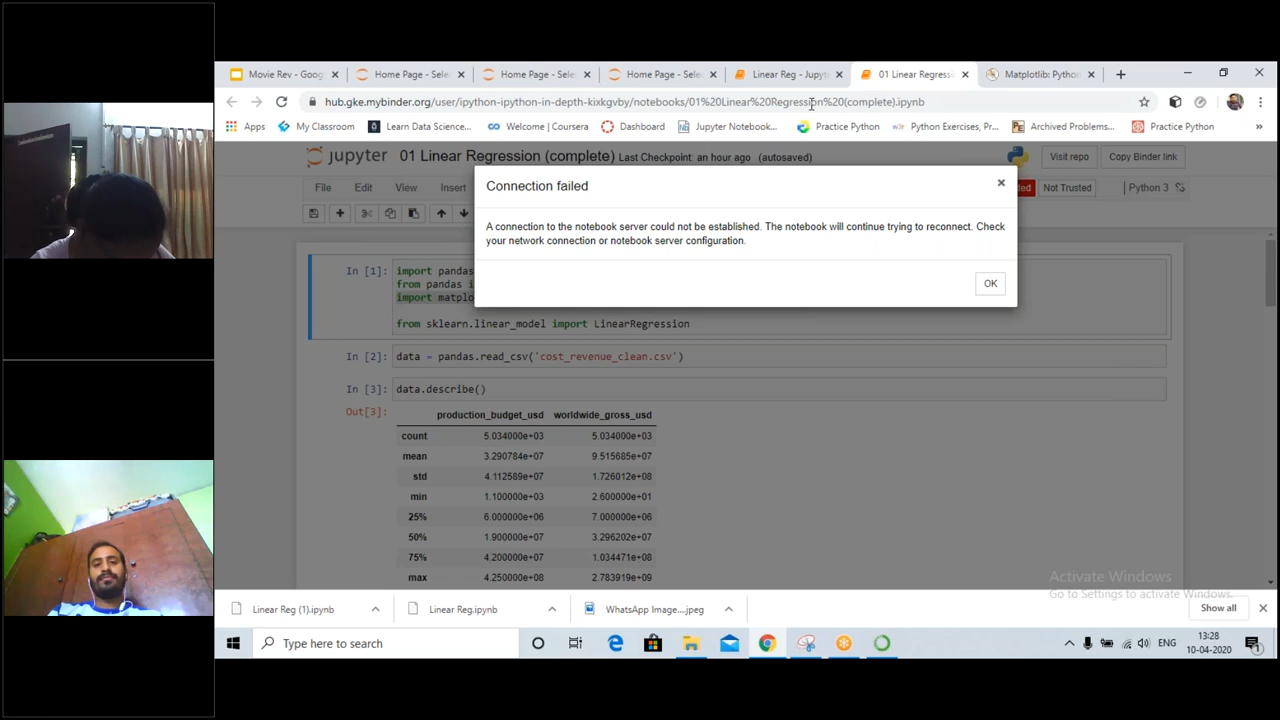 Movie Rev - Goog
Home Page - Sele
Home Page - Sele
Home Page - Sele
Linear Reg - Jupyt
01 Linear Regressi
Matplotlib: Pytho
hub.gke.mybinder.org/user/ipython-ipython-in-depth-kixkgvby/notebooks/01%20Linear%20Regression%20(complete).ipynb
Apps
My Classroom
Learn Data Science...
Welcome | Coursera
Dashboard
Jupyter Notebook...
Practice Python
Python Exercises, Pr...
Archived Problems...
Practice Python
»
jupyter 01 Linear Regression (complete) Last Checkpoint: an hour ago (autosaved)
Visit repo
Copy Binder link
File
Edit
View
Insert
Not Trusted
Python 3
Connection failed
×
A connection to the notebook server could not be established. The notebook will continue trying to reconnect. Check
your network connection or notebook server configuration.
OK
In [1]:
import pandas
from pandas i
import matplo
from sklearn.linear_model import LinearRegression
In [2]:
data = pandas.read_csv('cost_revenue_clean.csv')
In [3]:
data.describe()
Out[3]:
production_budget_usd worldwide_gross_usd
count 5.034000e+03 5.034000e+03
mean 3.290784e+07 9.515685e+07
std 4.112589e+07 1.726012e+08
min 1.100000e+03 2.600000e+01
25% 6.000000e+06 7.000000e+06
50% 1.900000e+07 3.296202e+07
75% 4.200000e+07 1.034471e+08
max 4.250000e+08 2.783919e+09
Activate Windows
Go to Settings to activate Windows.
Linear Reg (1).ipynb
Linear Reg.ipynb
WhatsApp Image....jpeg
Show all
Type here to search
ENG
13:28
10-04-2020